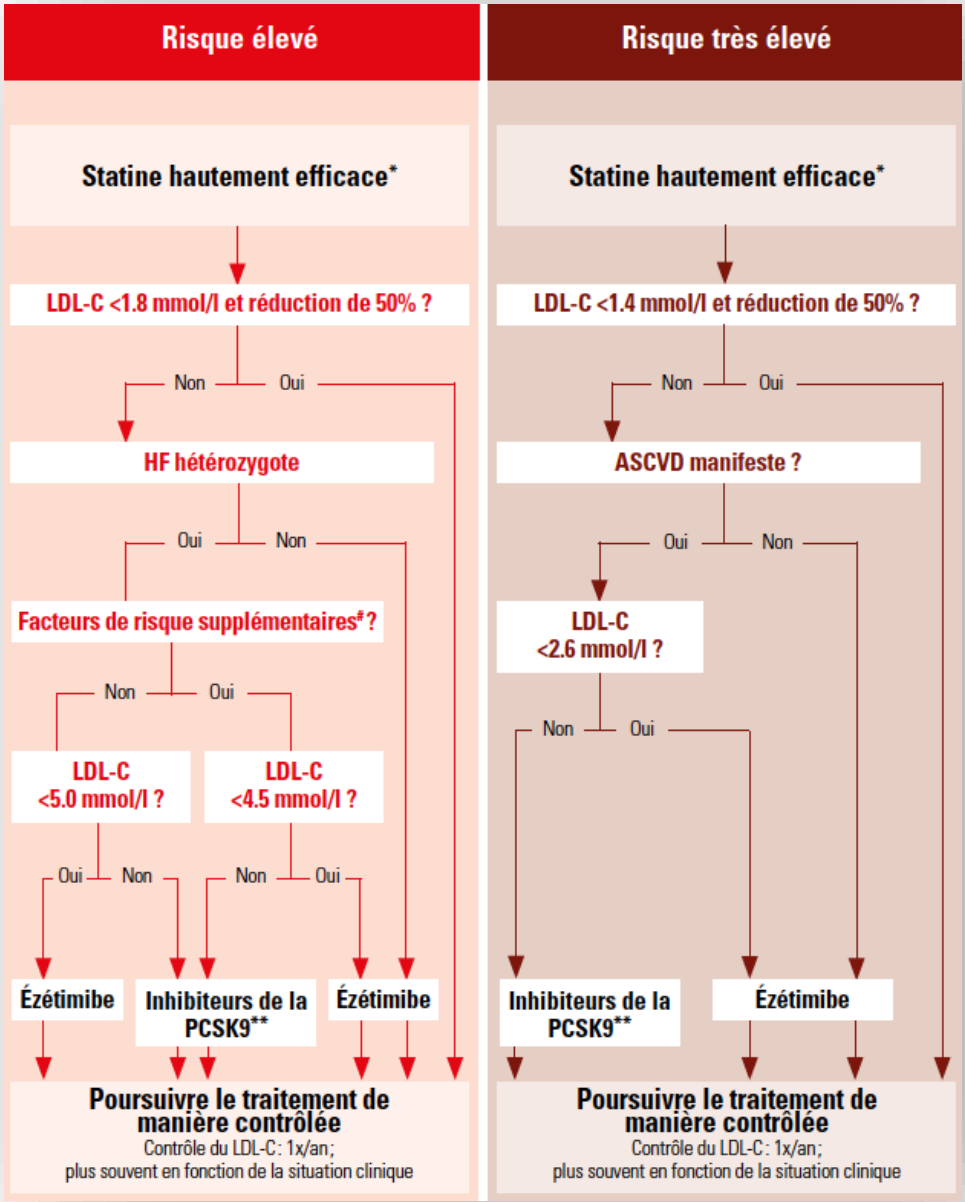 Risque élevé
Statine hautement efficace*
LDL-C <1.8 mmol/l et réduction de 50% ?
Non
Oui
HF hétérozygote
Oui
Non
Facteurs de risque supplémentaires#?
Non
Oui
LDL-C
<5.0 mmol/l ?
LDL-C
<4.5 mmol/l ?
Oui
Non
Non
Oui
Ézétimibe
Inhibiteurs de la
PCSK9**
Ézétimibe
Poursuivre le traitement de
manière contrôlée
Contrôle du LDL-C: 1x/an;
plus souvent en fonction de la situation clinique
Risque très élevé
Statine hautement efficace*
LDL-C <1.4 mmol/l et réduction de 50% ?
Non
Oui
ASCVD manifeste ?
Oui
Non
LDL-C
<2.6 mmol/l ?
Non
Oui
Inhibiteurs de la
PCSK9**
Ézétimibe
Poursuivre le traitement de
manière contrôlée
Contrôle du LDL-C: 1x/an;
plus souvent en fonction de la situation clinique